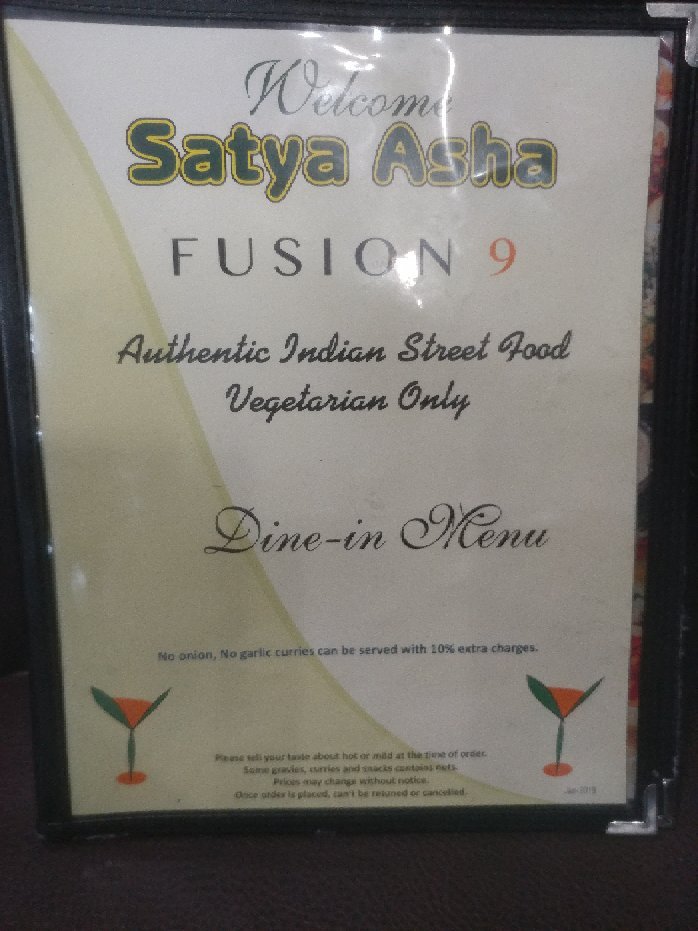 Welcome
Satya Asha
FUSION 9
Authentic Indian Street Food
Vegetarian Only
Dine-in Menu
No onion, No garlic curries can be served with 10% extra charges.
Please tell your taste about hot or mild at the time of order.
Some gravies, curries and snacks contains nuts.
Prices may change without notice.
Once order is placed, can't be retuned or cancelled.
Jan 2019